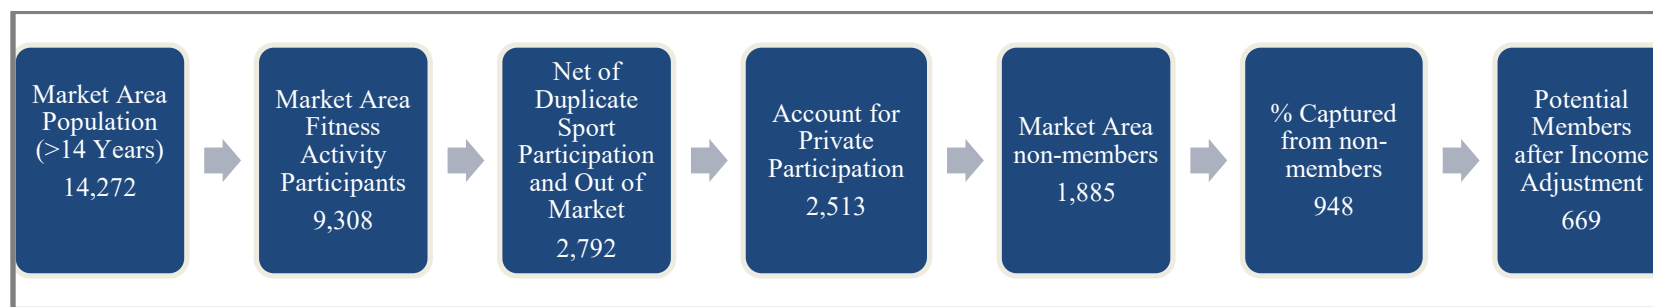 Market Area
Population
(>14 Years)
14,272
Market Area
Fitness
Activity
Participants
9,308
Net of
Duplicate
Sport
Participation
and Out of
Market
2,792
Account for
Private
Participation
2,513
Market Area
non-members
1,885
% Captured
from non-
members
948
Potential
Members
after Income
Adjustment
669